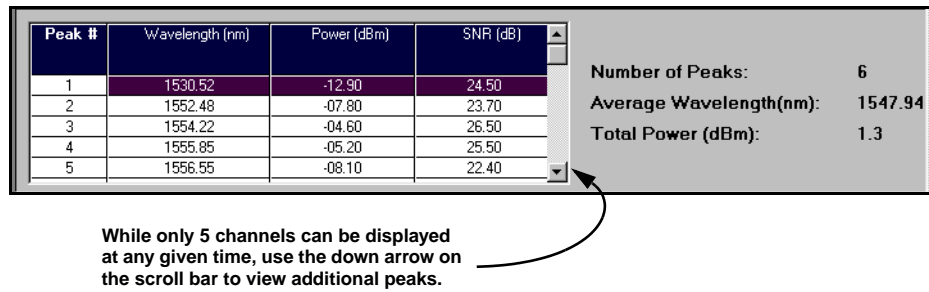 Peak # Wavelength (nm) Power (dBm) SNR (dB)
1 1530.52 -12.90 24.50
2 1552.48 -07.80 23.70
3 1554.22 -04.60 26.50
4 1555.85 -05.20 25.50
5 1556.55 -08.10 22.40
Number of Peaks: 6
Average Wavelength(nm): 1547.94
Total Power (dBm): 1.3
While only 5 channels can be displayed
at any given time, use the down arrow on
the scroll bar to view additional peaks.